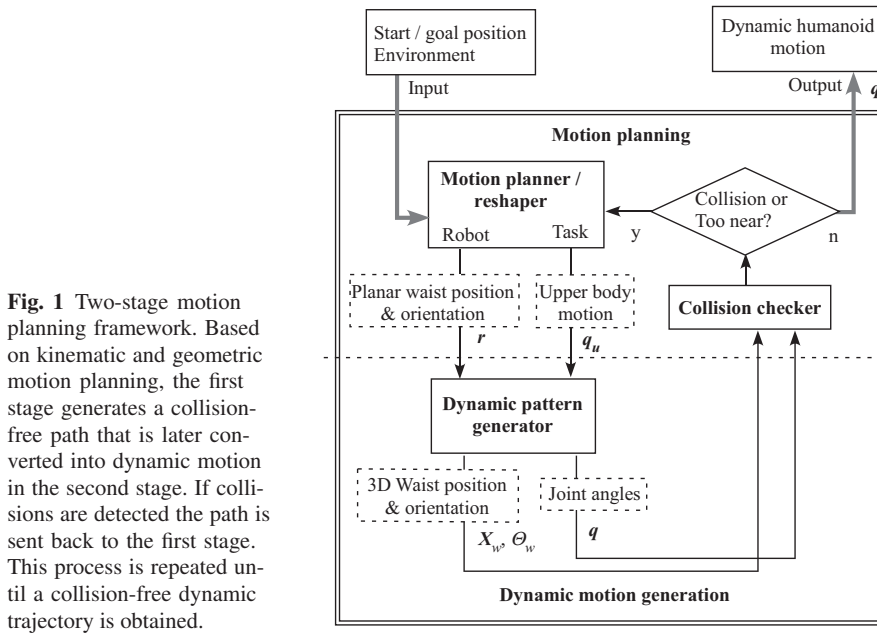 Start / goal position
Environment
Dynamic humanoid
motion
Input
Output
q
Motion planning
Motion planner /
reshaper
Robot
Task
Collision or
Too near?
y
n
Planar waist position
& orientation
Upper body
motion
Collision checker
r
q_u
Dynamic pattern
generator
3D Waist position
& orientation
Joint angles
X_w, Θ_w
q
Dynamic motion generation
Fig. 1 Two-stage motion
planning framework. Based
on kinematic and geometric
motion planning, the first
stage generates a collision-
free path that is later con-
verted into dynamic motion
in the second stage. If colli-
sions are detected the path is
sent back to the first stage.
This process is repeated un-
til a collision-free dynamic
trajectory is obtained.